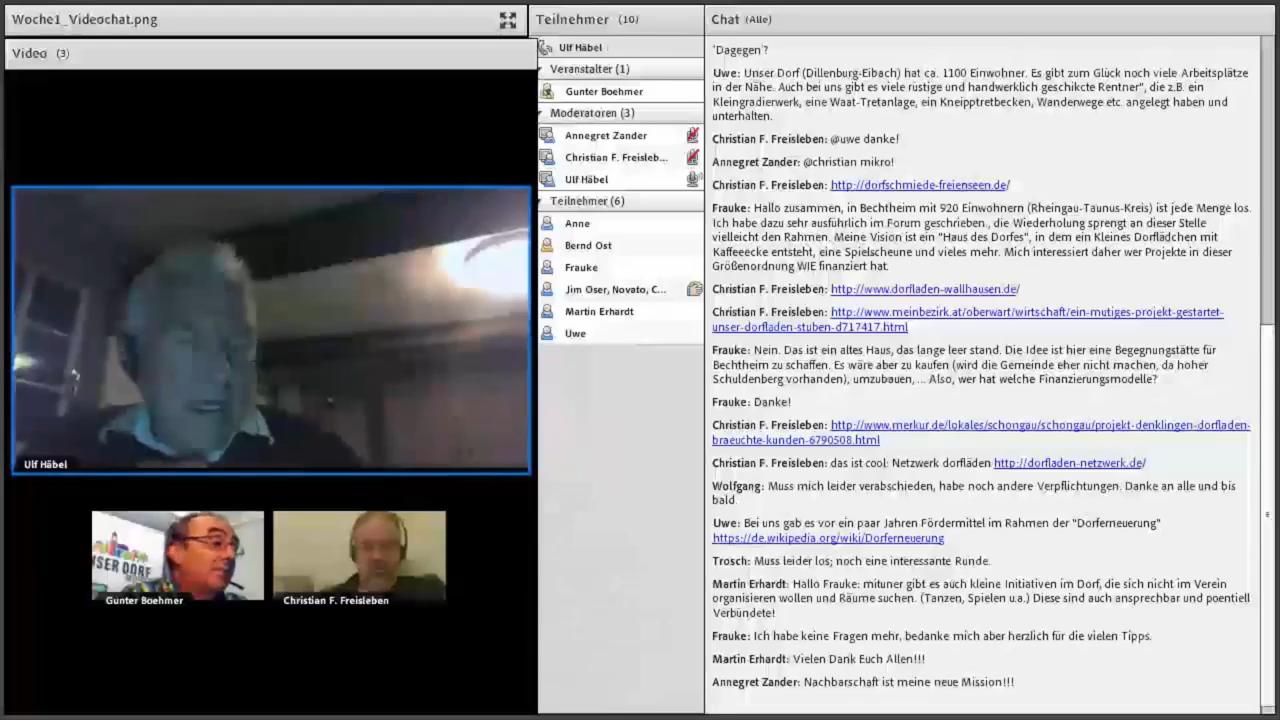 Woche1_Videochat.png
Video (3)
Ulf Häbel
NSER DORF
Gunter Boehmer
Christian F. Freisleben
Teilnehmer (10)
Ulf Häbel
Veranstalter (1)
Gunter Boehmer
Moderatoren (3)
Annegret Zander
Christian F. Freisleb...
Ulf Häbel
Teilnehmer (6)
Anne
Bernd Ost
Frauke
Jim Oser, Novato, C...
Martin Erhardt
Uwe
Chat (Alle)
'Dagegen'?
Uwe: Unser Dorf (Dillenburg-Eibach) hat ca. 1100 Einwohner. Es gibt zum Glück noch viele Arbeitsplätze
in der Nähe. Auch bei uns gibt es viele rüstige und handwerklich geschikcte Rentner", die z.B. ein
Kleingradierwerk, eine Waat-Tretanlage, ein Kneipptretbecken, Wanderwege etc. angelegt haben und
unterhalten.
Christian F. Freisleben: @uwe danke!
Annegret Zander: @christian mikro!
Christian F. Freisleben: http://dorfschmiede-freienseen.de/
Frauke: Hallo zusammen, in Bechtheim mit 920 Einwohnern (Rheingau-Taunus-Kreis) ist jede Menge los.
Ich habe dazu sehr ausführlich im Forum geschrieben., die Wiederholung sprengt an dieser Stelle
vielleicht den Rahmen. Meine Vision ist ein "Haus des Dorfes", in dem ein Kleines Dorflädchen mit
Kaffeeecke entsteht, eine Spielscheune und vieles mehr. Mich interessiert daher wer Projekte in dieser
Größenordnung WIE finanziert hat.
Christian F. Freisleben: http://www.dorfladen-wallhausen.de/
Christian F. Freisleben: http://www.meinbezirk.at/oberwart/wirtschaft/ein-mutiges-projekt-gestartet-
unser-dorfladen-stuben-d717417.html
Frauke: Nein. Das ist ein altes Haus, das lange leer stand. Die Idee ist hier eine Begegnungstätte für
Bechtheim zu schaffen. Es wäre aber zu kaufen (wird die Gemeinde eher nicht machen, da hoher
Schuldenberg vorhanden), umzubauen, ... Also, wer hat welche Finanzierungsmodelle?
Frauke: Danke!
Christian F. Freisleben: http://www.merkur.de/lokales/schongau/schongau/projekt-denklingen-dorfladen-
braeuchte-kunden-6790508.html
Christian F. Freisleben: das ist cool: Netzwerk dorfläden http://dorfladen-netzwerk.de/
Wolfgang: Muss mich leider verabschieden, habe noch andere Verpflichtungen. Danke an alle und bis
bald.
Uwe: Bei uns gab es vor ein paar Jahren Fördermittel im Rahmen der "Dorferneuerung"
https://de.wikipedia.org/wiki/Dorferneuerung
Trosch: Muss leider los; noch eine interessante Runde.
Martin Erhardt: Hallo Frauke: mituner gibt es auch kleine Initiativen im Dorf, die sich nicht im Verein
organisieren wollen und Räume suchen. (Tanzen, Spielen u.a.) Diese sind auch ansprechbar und poentiell
Verbündete!
Frauke: Ich habe keine Fragen mehr, bedanke mich aber herzlich für die vielen Tipps.
Martin Erhardt: Vielen Dank Euch Allen!!!
Annegret Zander: Nachbarschaft ist meine neue Mission!!!